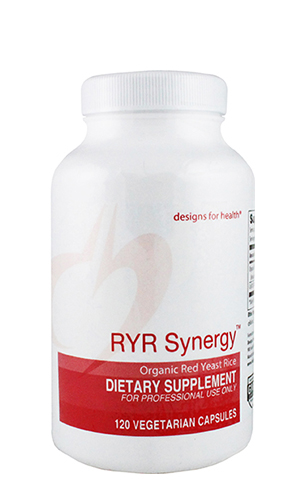 designs for health®
RYR Synergy™
Organic Red Yeast Rice
DIETARY SUPPLEMENT
FOR PROFESSIONAL USE ONLY
120 VEGETARIAN CAPSULES